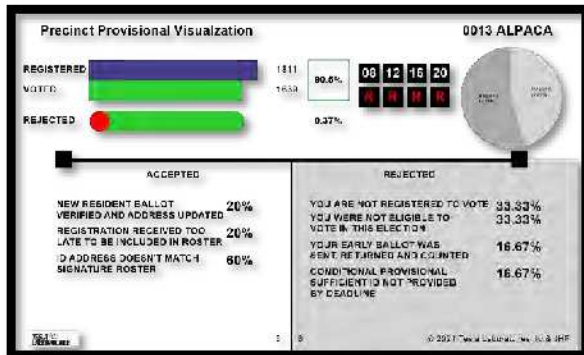 Precinct Provisional Visualzation
0013 ALPACA
REGISTERED 1811
VOTED
90.5%
08 12 16 20
R R R R
REJECTED
0.37%
ACCEPTED
NEW RESIDENT BALLOT
VERIFIED AND ADDRESS UPDATED 20%
REGISTRATION RECEIVED TOO
LATE TO BE INCLUDED IN ROSTER 20%
ID ADDRESS DOESN'T MATCH
SIGNATURE ROSTER 60%
REJECTED
YOU ARE NOT REGISTERED TO VOTE 33.33%
YOU WERE NOT ELIGIBLE TO
VOTE IN THIS ELECTION 33.33%
YOUR EARLY BALLOT WAS
SENT, RETURNED AND COUNTED 16.67%
CONDITIONAL PROVISIONAL
SUFFICIENT ID NOT PROVIDED
BY DEADLINE 16.67%